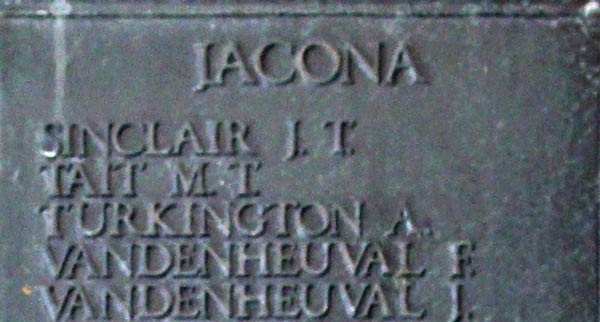 JACONA
SINCLAIR J. T.
TAIT M. T.
TURKINGTON A.
VANDENHEUVAL F.
VANDENHEUVAL J.